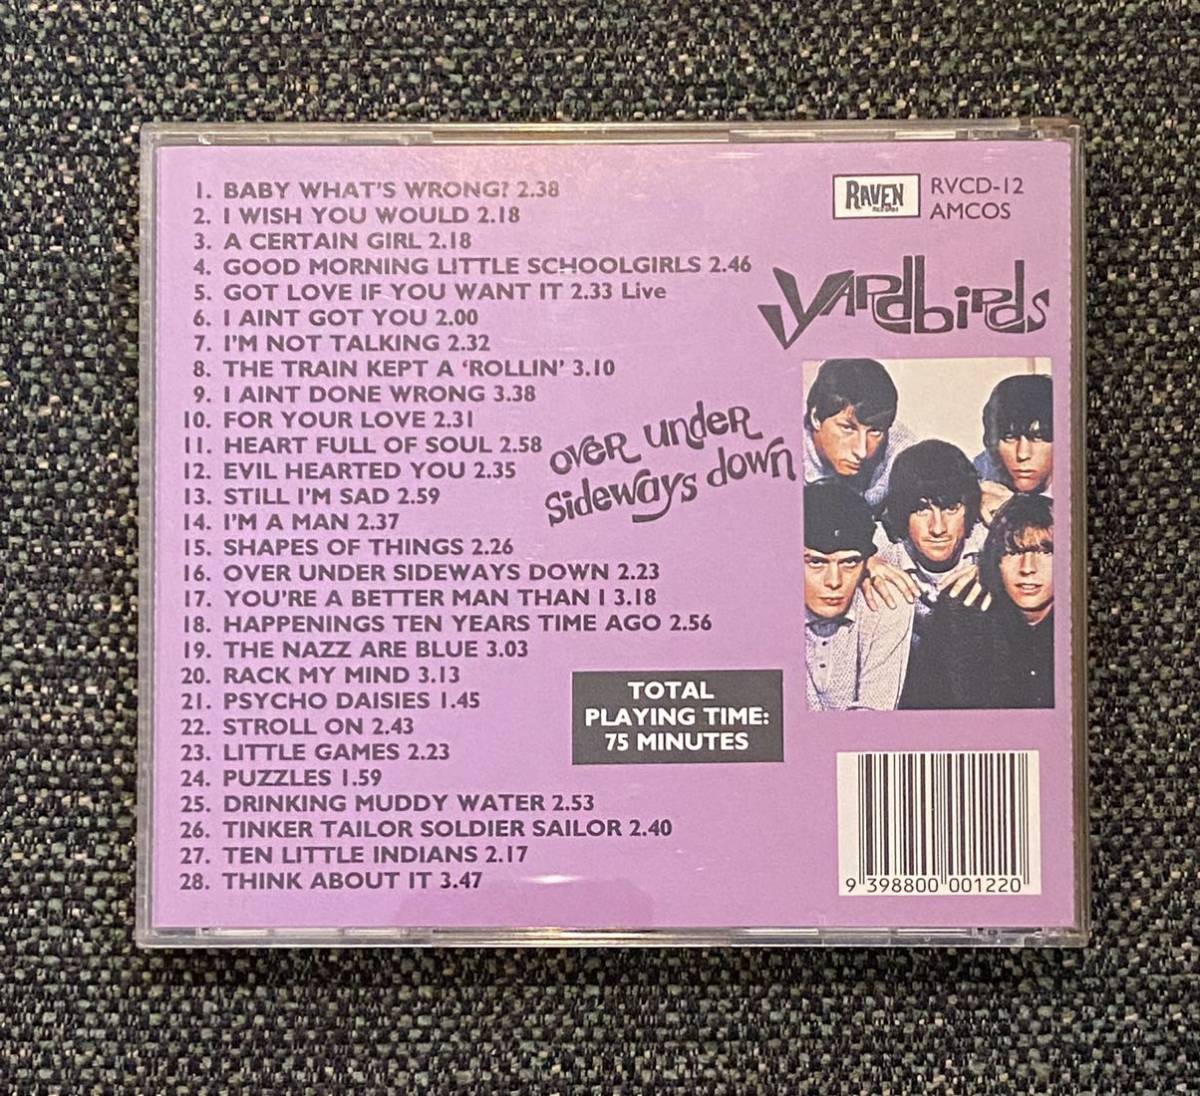 1. BABY WHAT'S WRONG? 2.38
2. I WISH YOU WOULD 2.18
3. A CERTAIN GIRL 2.18
4. GOOD MORNING LITTLE SCHOOLGIRLS 2.46
5. GOT LOVE IF YOU WANT IT 2.33 Live
6. I AINT GOT YOU 2.00
7. I'M NOT TALKING 2.32
8. THE TRAIN KEPT A ‘ROLLIN’ 3.10
9. I AINT DONE WRONG 3.38
10. FOR YOUR LOVE 2.31
11. HEART FULL OF SOUL 2.58
12. EVIL HEARTED YOU 2.35
13. STILL I'M SAD 2.59
14. I'M A MAN 2.37
15. SHAPES OF THINGS 2.26
16. OVER UNDER SIDEWAYS DOWN 2.23
17. YOU'RE A BETTER MAN THAN I 3.18
18. HAPPENINGS TEN YEARS TIME AGO 2.56
19. THE NAZZ ARE BLUE 3.03
20. RACK MY MIND 3.13
21. PSYCHO DAISIES 1.45
22. STROLL ON 2.43
23. LITTLE GAMES 2.23
24. PUZZLES 1.59
25. DRINKING MUDDY WATER 2.53
26. TINKER TAILOR SOLDIER SAILOR 2.40
27. TEN LITTLE INDIANS 2.17
28. THINK ABOUT IT 3.47
RAVEN
RECORDS
RVCD-12
AMCOS
YARdbiRds
oveR undeR
sideways down
TOTAL
PLAYING TIME:
75 MINUTES
9 398800 001220